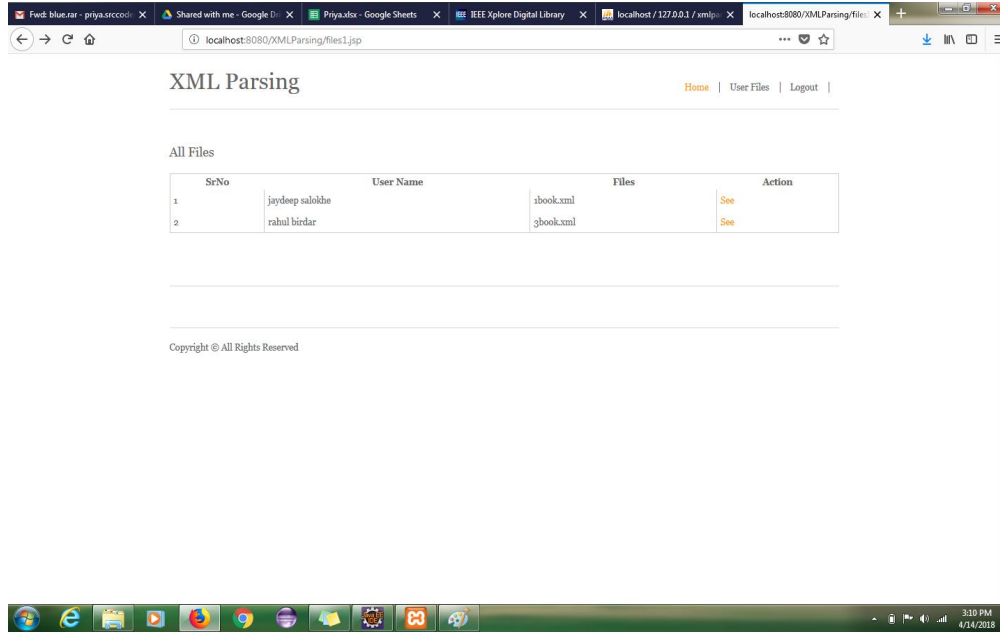 Fwd: blue.rar - priya.srccode
Shared with me - Google Dri
Priya.xlsx - Google Sheets
IEEE IEEE Xplore Digital Library
localhost / 127.0.0.1 / xmlpa
localhost:8080/XMLParsing/files1
localhost:8080/XMLParsing/files1.jsp
XML Parsing
Home | User Files | Logout |
All Files
SrNo User Name Files Action
1 jaydeep salokhe 1book.xml See
2 rahul birdar 3book.xml See
Copyright © All Rights Reserved
3:10 PM
4/14/2018